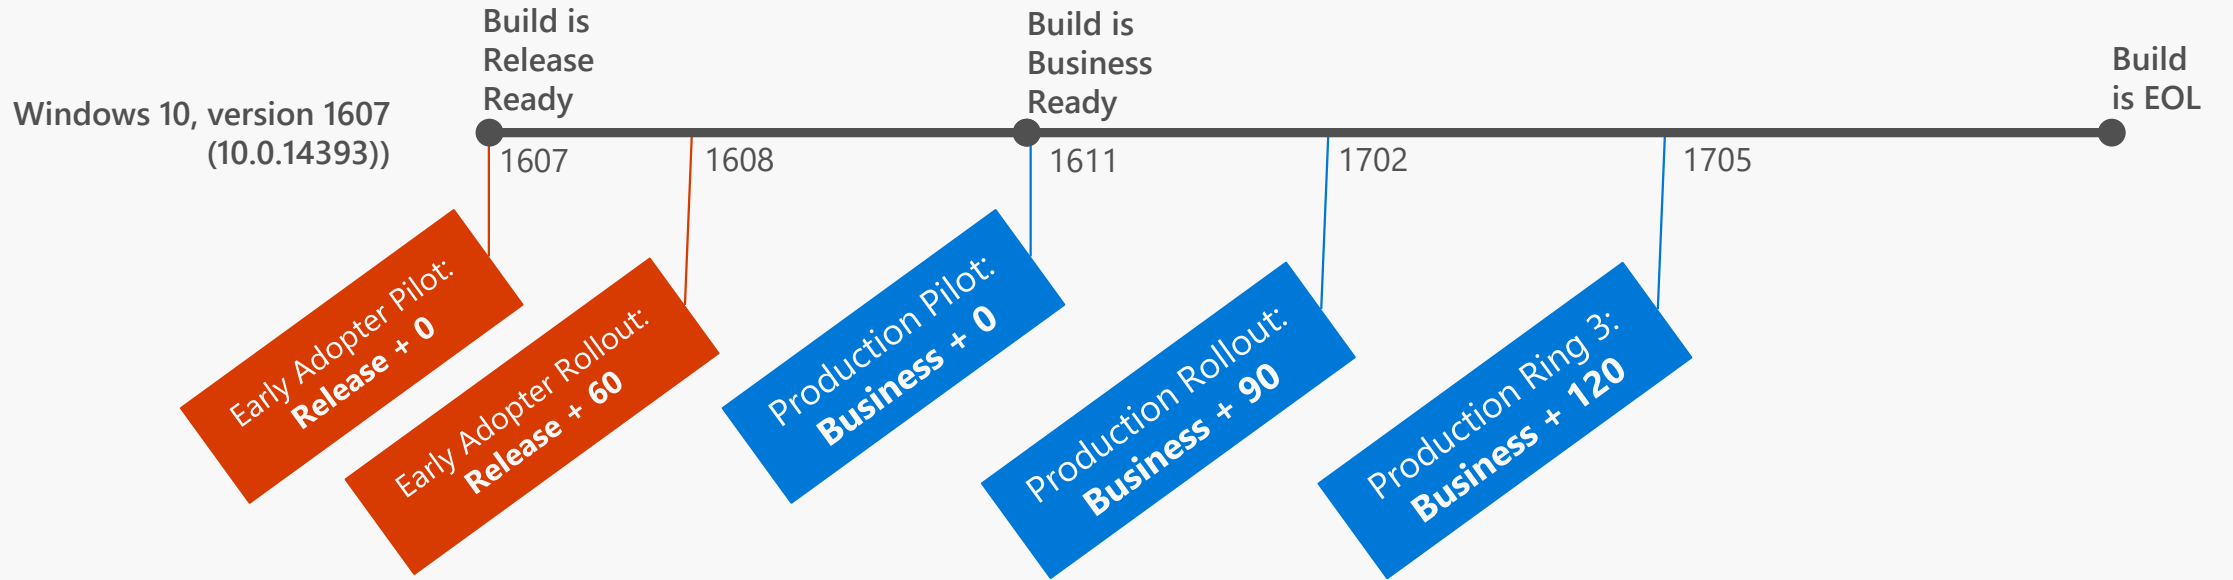 Windows 10, version 1607
(10.0.14393))
Build is
Release
Ready
Build is
Business
Ready
Build
is EOL
1607
1608
1611
1702
1705
Early Adopter Pilot:
Release + 0
Early Adopter Rollout:
Release + 60
Production Pilot:
Business + 0
Production Rollout:
Business + 90
Production Ring 3:
Business + 120